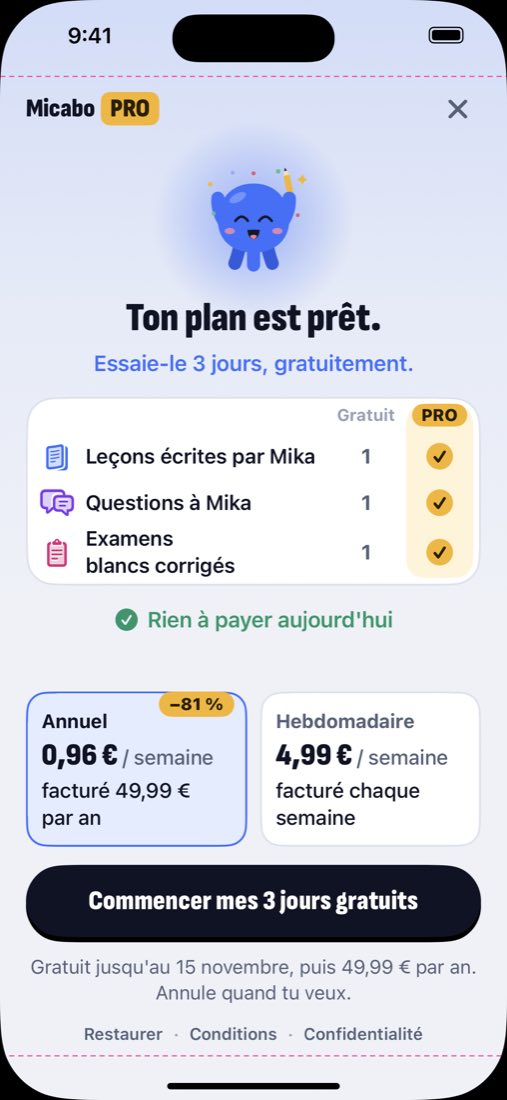 9:41
Micabo PRO
Ton plan est prêt.
Essaie-le 3 jours, gratuitement.
Gratuit PRO
Leçons écrites par Mika 1
Questions à Mika 1
Examens
blancs corrigés 1
Rien à payer aujourd'hui
−81 %
Annuel
0,96 € / semaine
facturé 49,99 €
par an
Hebdomadaire
4,99 € / semaine
facturé chaque
semaine
Commencer mes 3 jours gratuits
Gratuit jusqu'au 15 novembre, puis 49,99 € par an.
Annule quand tu veux.
Restaurer · Conditions · Confidentialité